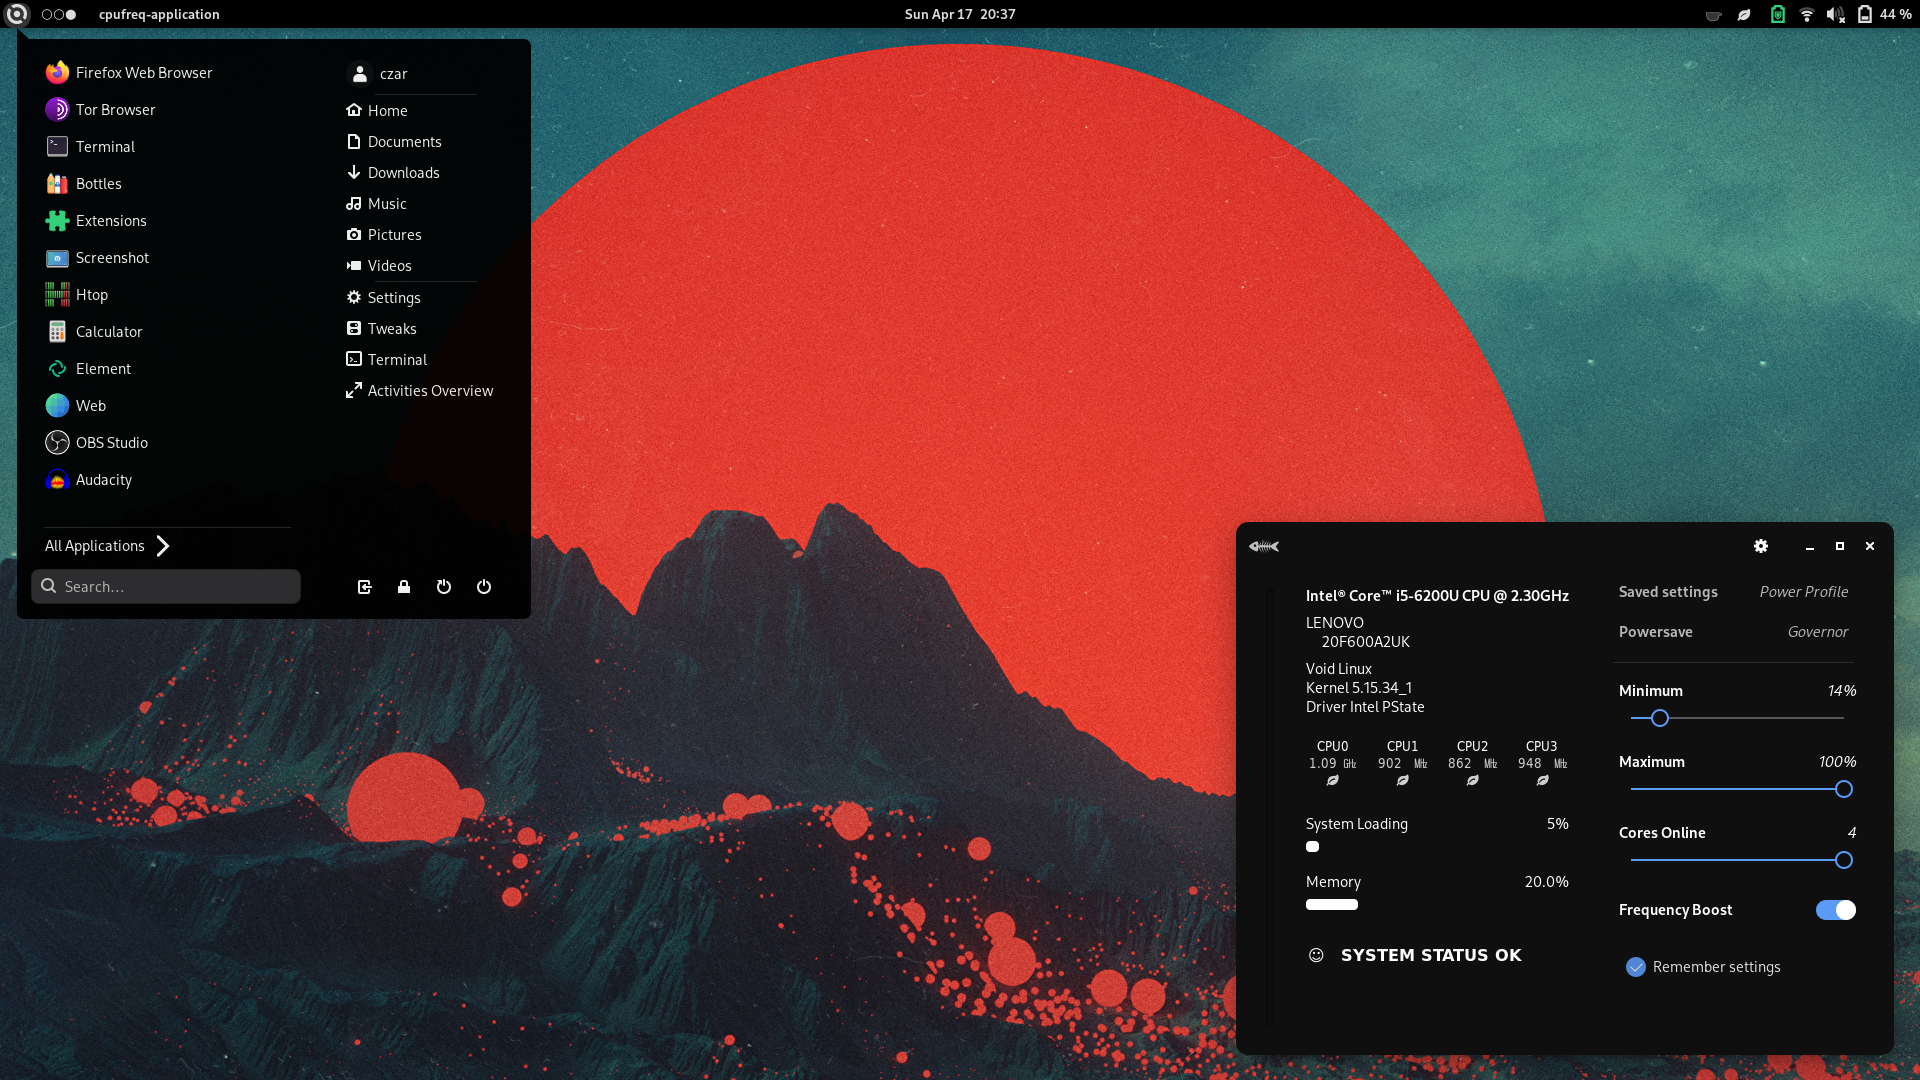 cpufreq-application
Sun Apr 17 20:37
44 %
Firefox Web Browser
Tor Browser
Terminal
Bottles
Extensions
Screenshot
Htop
Calculator
Element
Web
OBS Studio
Audacity
All Applications
Search...
czar
Home
Documents
Downloads
Music
Pictures
Videos
Settings
Tweaks
Terminal
Activities Overview
Intel® Core™ i5-6200U CPU @ 2.30GHz
LENOVO
20F600A2UK
Void Linux
Kernel 5.15.34_1
Driver Intel PState
CPU0 CPU1 CPU2 CPU3
1.09 GHz 902 MHz 862 MHz 948 MHz
System Loading 5%
Memory 20.0%
SYSTEM STATUS OK
Saved settings Power Profile
Powersave Governor
Minimum 14%
Maximum 100%
Cores Online 4
Frequency Boost
Remember settings